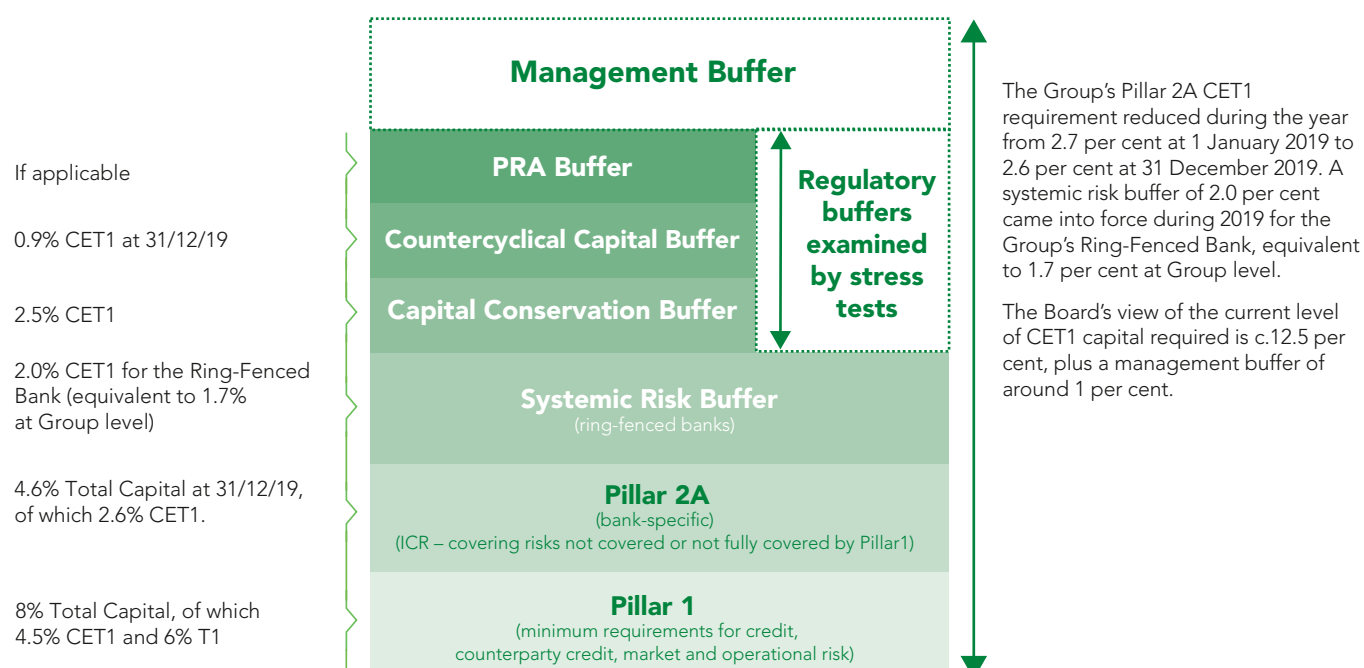 Management Buffer
If applicable
PRA Buffer
0.9% CET1 at 31/12/19
Countercyclical Capital Buffer
2.5% CET1
Capital Conservation Buffer
Regulatory
buffers
examined
by stress
tests
2.0% CET1 for the Ring-Fenced
Bank (equivalent to 1.7%
at Group level)
Systemic Risk Buffer
(ring-fenced banks)
4.6% Total Capital at 31/12/19,
of which 2.6% CET1.
Pillar 2A
(bank-specific)
(ICR – covering risks not covered or not fully covered by Pillar1)
8% Total Capital, of which
4.5% CET1 and 6% T1
Pillar 1
(minimum requirements for credit,
counterparty credit, market and operational risk)
The Group’s Pillar 2A CET1
requirement reduced during the year
from 2.7 per cent at 1 January 2019 to
2.6 per cent at 31 December 2019. A
systemic risk buffer of 2.0 per cent
came into force during 2019 for the
Group’s Ring-Fenced Bank, equivalent
to 1.7 per cent at Group level.
The Board’s view of the current level
of CET1 capital required is c.12.5 per
cent, plus a management buffer of
around 1 per cent.